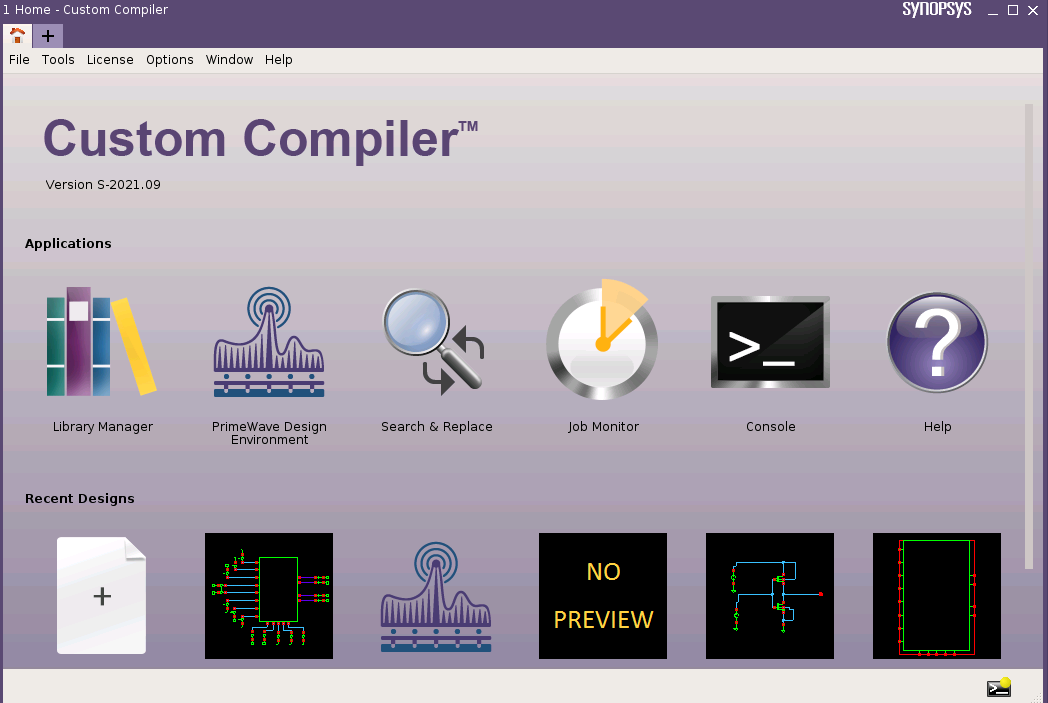 1 Home - Custom Compiler
SYNOPSYS
File Tools License Options Window Help
Custom Compiler™
Version S-2021.09
Applications
Library Manager
PrimeWave Design
Environment
Search & Replace
Job Monitor
>_
Console
?
Help
Recent Designs
+
NO
PREVIEW